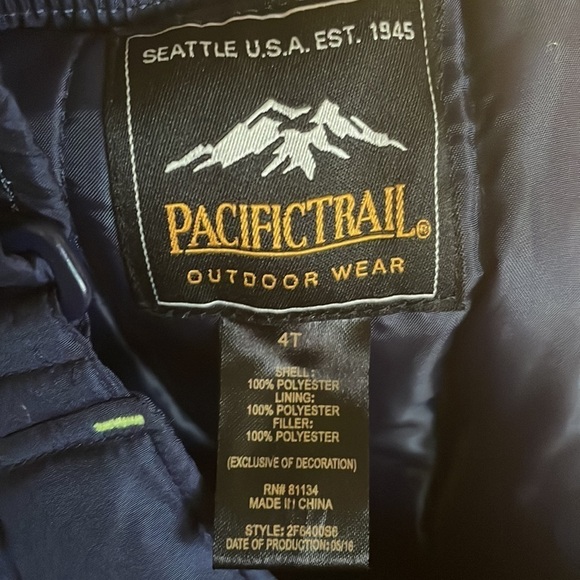 SEATTLE U.S.A. EST. 1945
PACIFICTRAIL®
OUTDOOR WEAR
4T
SHELL:
100% POLYESTER
LINING:
100% POLYESTER
FILLER:
100% POLYESTER
(EXCLUSIVE OF DECORATION)
RN# 81134
MADE IN CHINA
STYLE: 2F6400S6
DATE OF PRODUCTION: 05/16